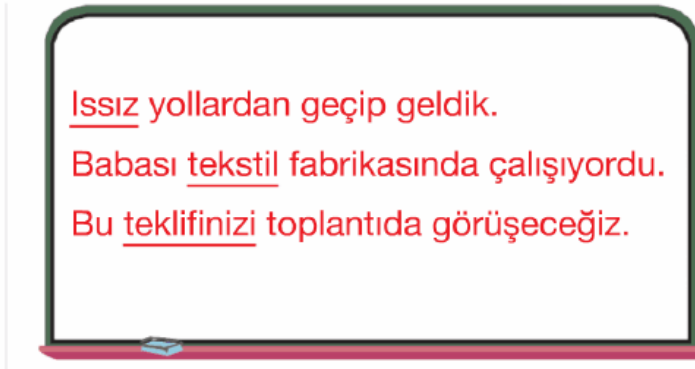 Issız yollardan geçip geldik.
Babası tekstil fabrikasında çalışıyordu.
Bu teklifinizi toplantıda görüşeceğiz.